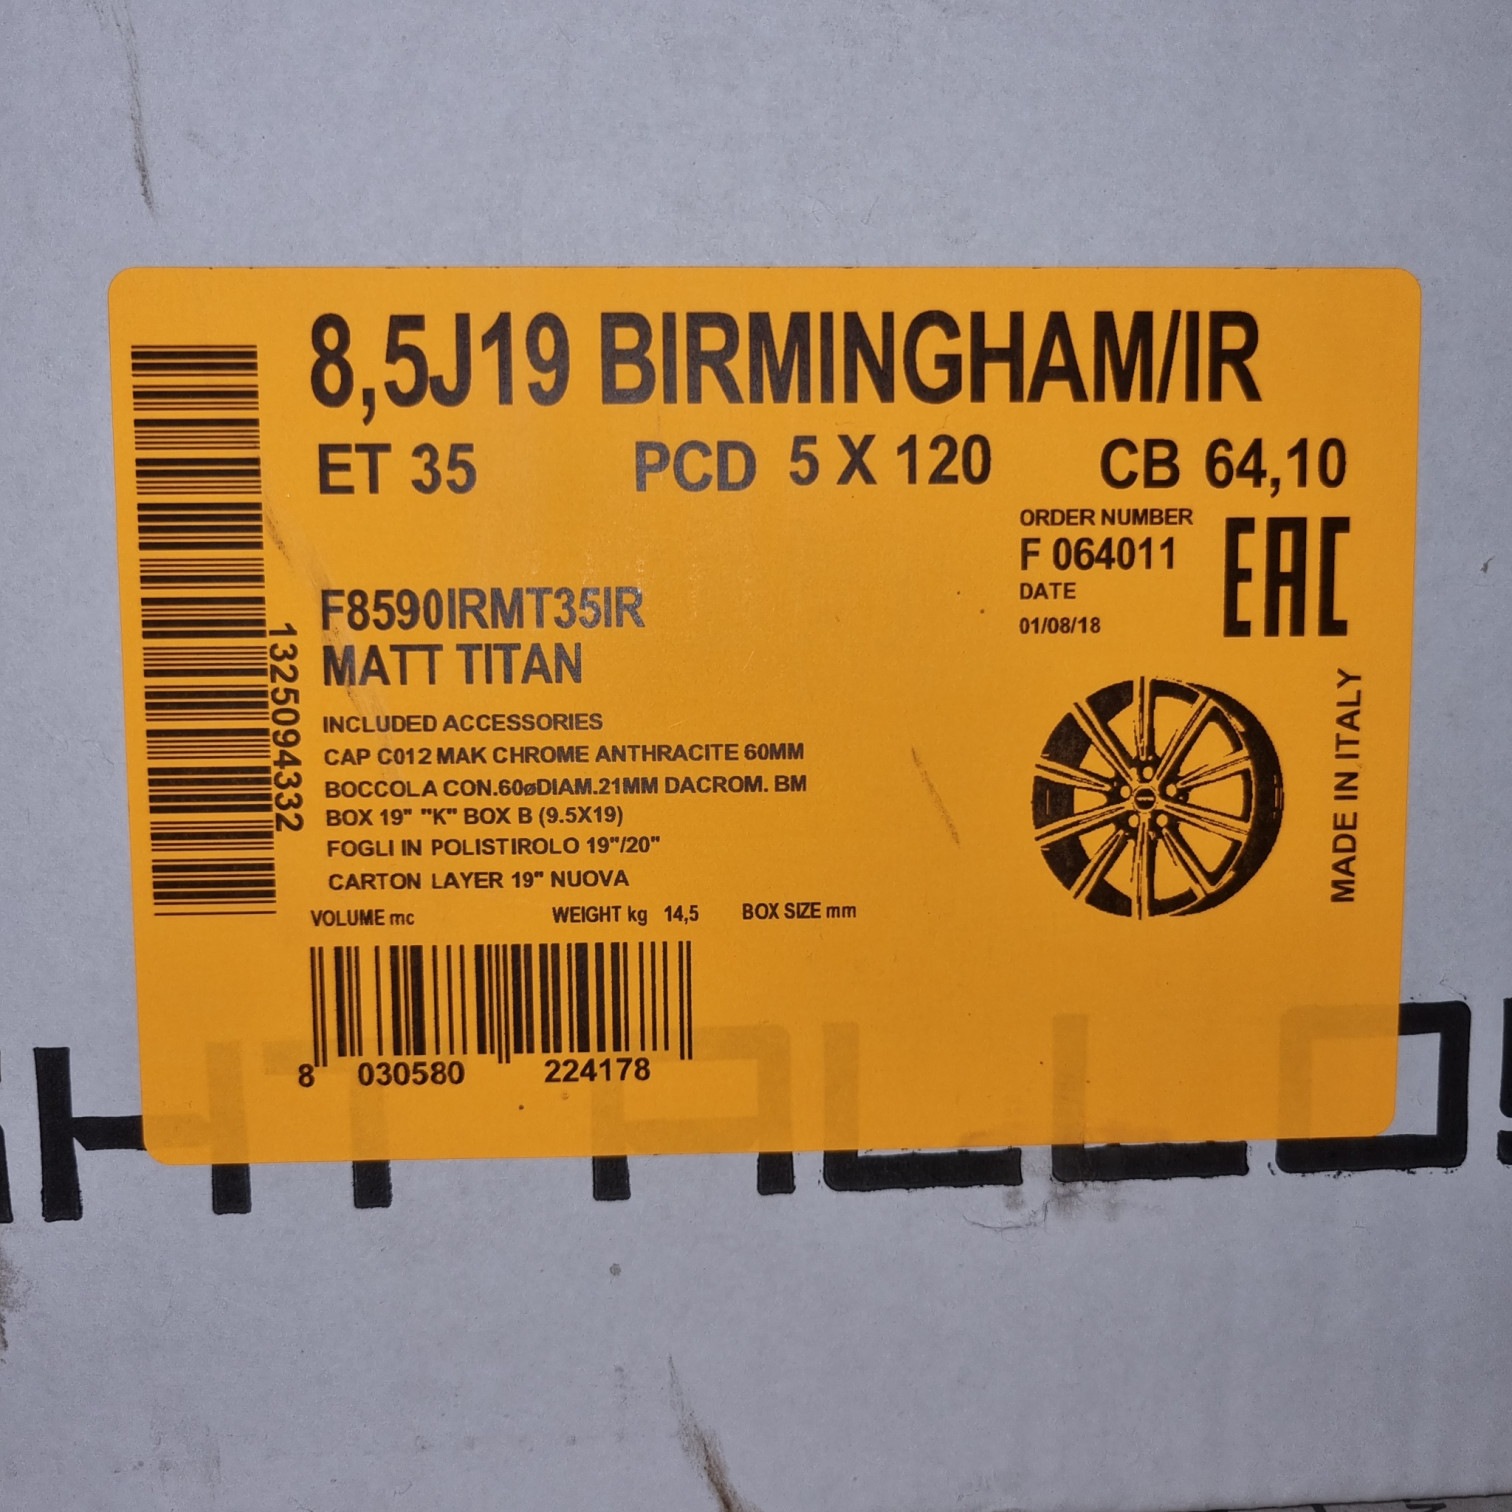 8,5J19 BIRMINGHAM/IR
ET 35 PCD 5 X 120 CB 64,10
ORDER NUMBER
F 064011
DATE
01/08/18
EAC
F8590IRMT35IR
MATT TITAN
INCLUDED ACCESSORIES
CAP C012 MAK CHROME ANTHRACITE 60MM
BOCCOLA CON.60øDIAM.21MM DACROM. BM
BOX 19" "K" BOX B (9.5X19)
FOGLI IN POLISTIROLO 19"/20"
CARTON LAYER 19" NUOVA
VOLUME mc WEIGHT kg 14,5 BOX SIZE mm
8 030580 224178
1325094332
MADE IN ITALY
HT ALLO